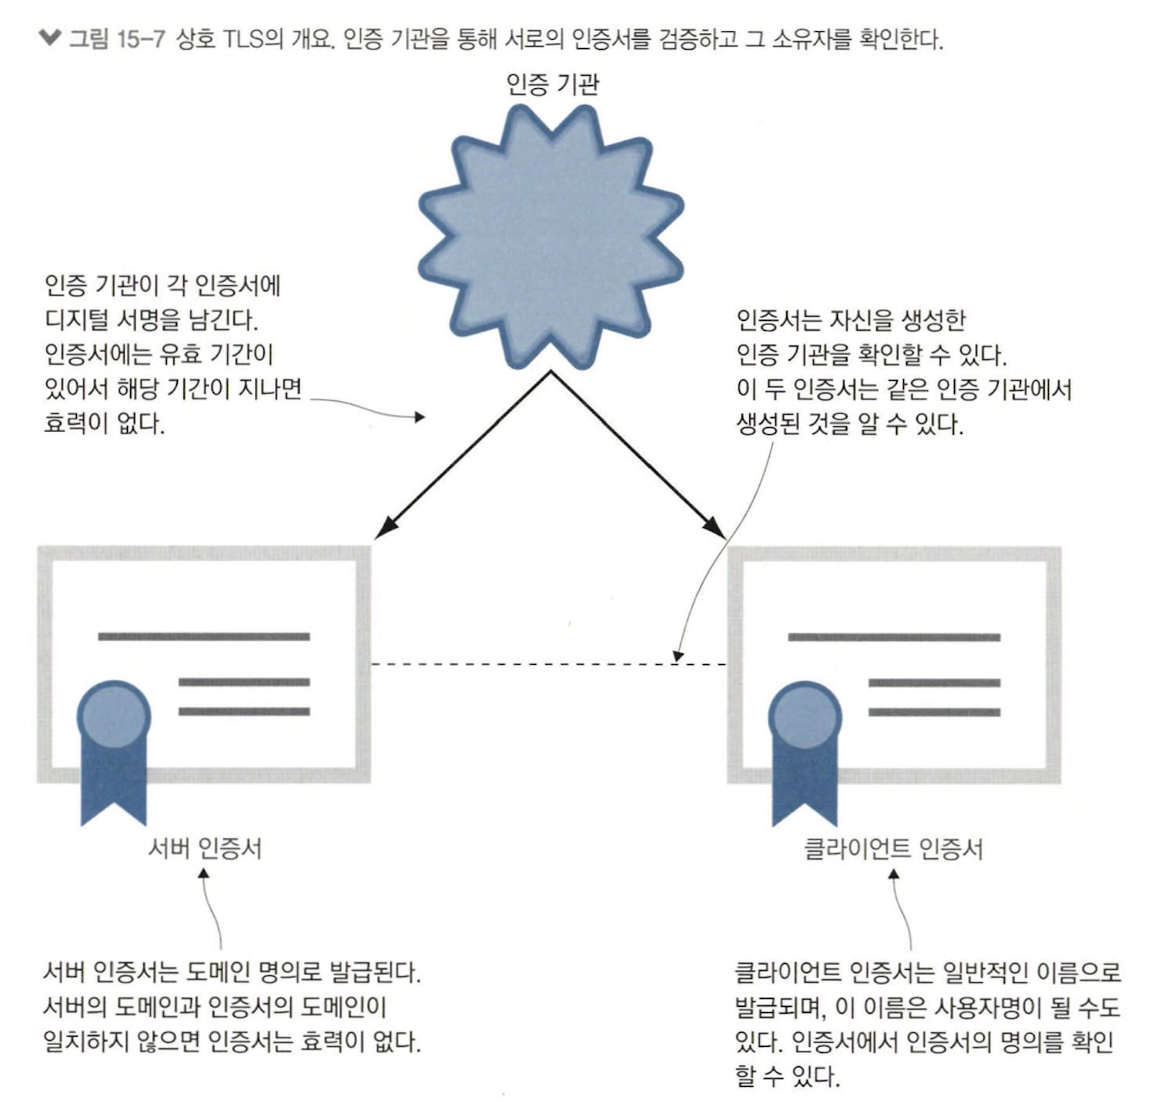 그림 15-7 상호 TLS의 개요. 인증 기관을 통해 서로의 인증서를 검증하고 그 소유자를 확인한다.
인증 기관
인증 기관이 각 인증서에
디지털 서명을 남긴다.
인증서에는 유효 기간이
있어서 해당 기간이 지나면
효력이 없다.
인증서는 자신을 생성한
인증 기관을 확인할 수 있다.
이 두 인증서는 같은 인증 기관에서
생성된 것을 알 수 있다.
서버 인증서
클라이언트 인증서
서버 인증서는 도메인 명의로 발급된다.
서버의 도메인과 인증서의 도메인이
일치하지 않으면 인증서는 효력이 없다.
클라이언트 인증서는 일반적인 이름으로
발급되며, 이 이름은 사용자명이 될 수도
있다. 인증서에서 인증서의 명의를 확인
할 수 있다.